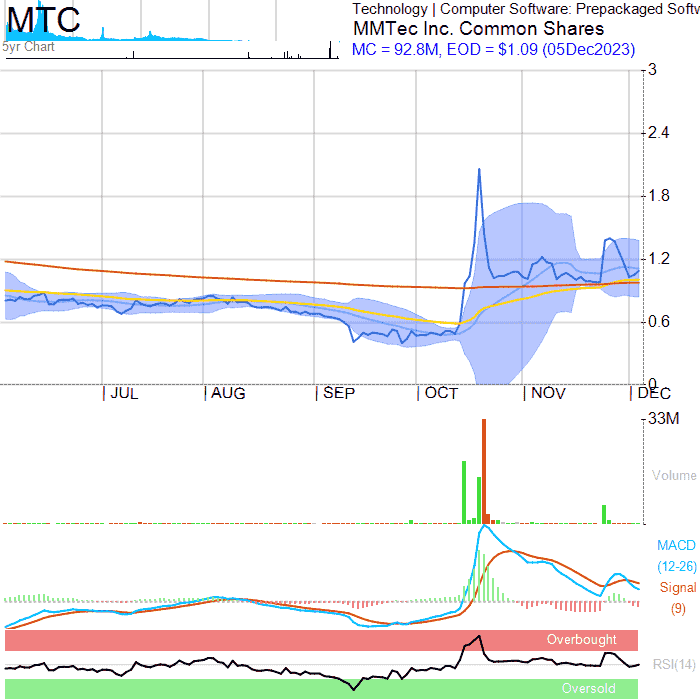 MTC
Technology | Computer Software: Prepackaged Softw
MMTec Inc. Common Shares
5yr Chart
MC = 92.8M, EOD = $1.09 (05Dec2023)
3
2.4
1.8
1.2
0.6
0
JUL
AUG
SEP
OCT
NOV
DEC
33M
Volume
MACD
(12-26)
Signal
(9)
Overbought
RSI(14)
Oversold